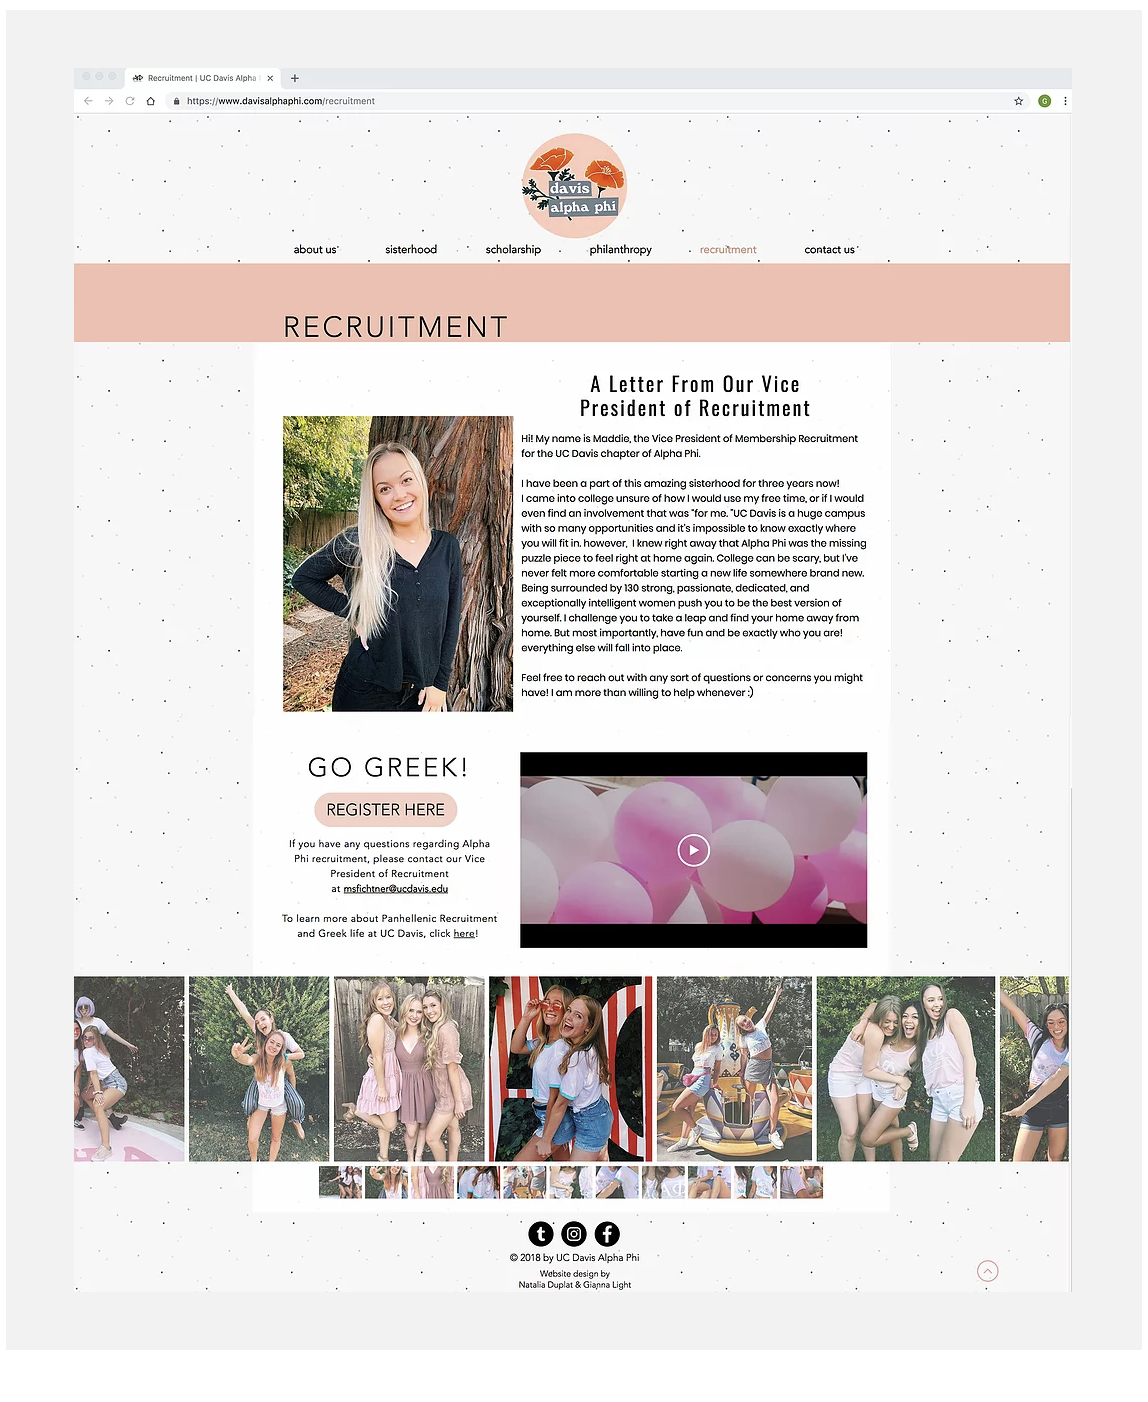 Recruitment | UC Davis Alpha
https://www.davisalphaphi.com/recruitment
G
davis
alpha phi
about us
sisterhood
scholarship
philanthropy
recruitment
contact us
RECRUITMENT
A Letter From Our Vice
President of Recruitment
Hi! My name is Maddie, the Vice President of Membership Recruitment
for the UC Davis chapter of Alpha Phi.
I have been a part of this amazing sisterhood for three years now!
I came into college unsure of how I would use my free time, or if I would
even find an involvement that was "for me. "UC Davis is a huge campus
with so many opportunities and it's impossible to know exactly where
you will fit in. however,  I knew right away that Alpha Phi was the missing
puzzle piece to feel right at home again. College can be scary, but I've
never felt more comfortable starting a new life somewhere brand new.
Being surrounded by 130 strong, passionate, dedicated, and
exceptionally intelligent women push you to be the best version of
yourself. I challenge you to take a leap and find your home away from
home. But most importantly, have fun and be exactly who you are!
everything else will fall into place.
Feel free to reach out with any sort of questions or concerns you might
have! I am more than willing to help whenever :)
GO GREEK!
REGISTER HERE
If you have any questions regarding Alpha
Phi recruitment, please contact our Vice
President of Recruitment
at msfichtner@ucdavis.edu
To learn more about Panhellenic Recruitment
and Greek life at UC Davis, click here!
© 2018 by UC Davis Alpha Phi
Website design by
Natalia Duplat & Gianna Light